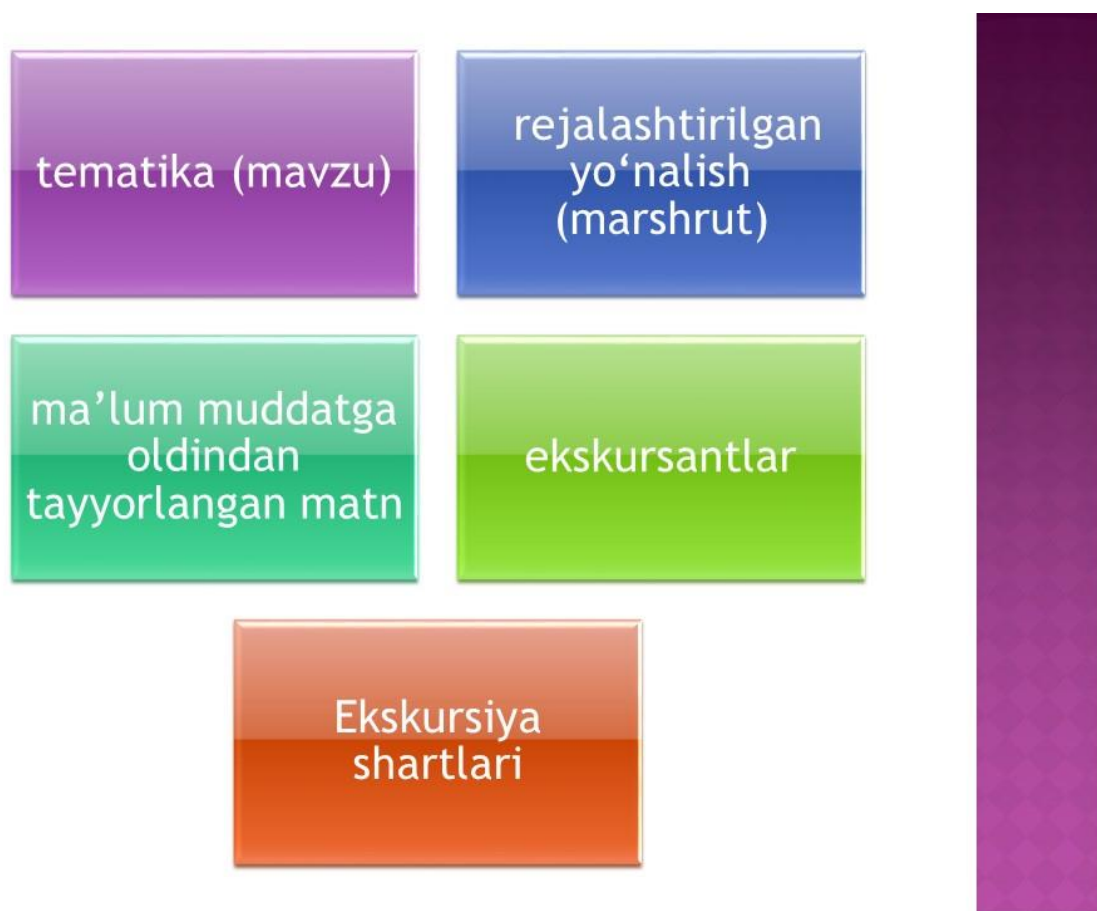 tematika (mavzu)
rejalashtirilgan
yo‘nalish
(marshrut)
ma’lum muddatga
oldindan
tayyorlangan matn
ekskursantlar
Ekskursiya
shartlari